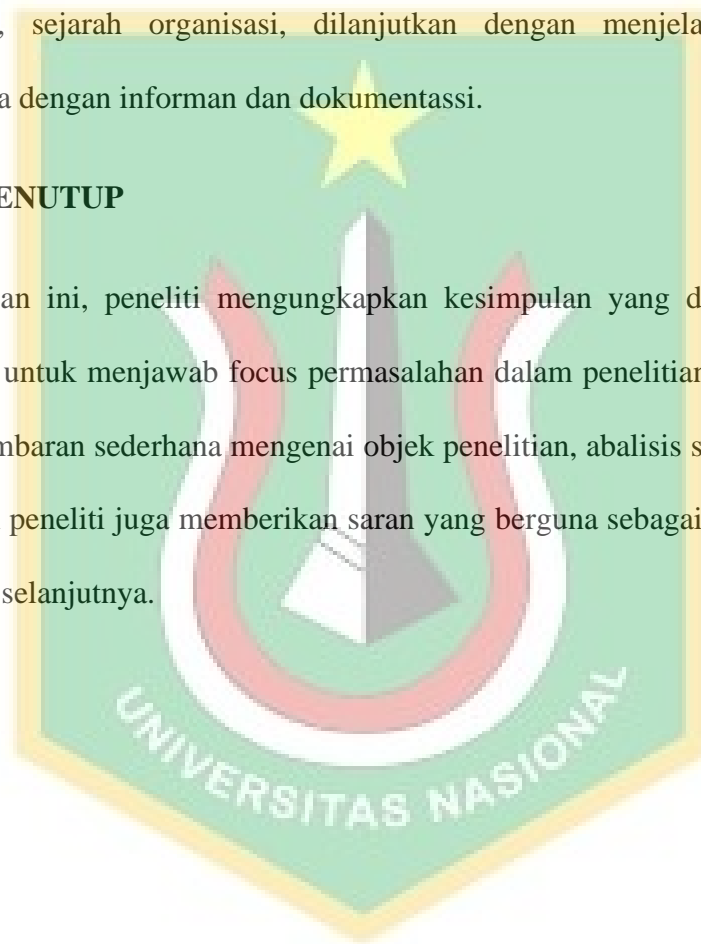 , sejarah organisasi, dilanjutkan dengan
a dengan informan dan dokumentassi.
ENUTUP
an ini, peneliti mengungkapkan kesimpulan yang
untuk menjawab focus permasalahan dalam penelitian
mbaran sederhana mengenai objek penelitian, abalisis
peneliti juga memberikan saran yang berguna sebagai
selanjutnya.
UNIVERSITAS NASIONAL